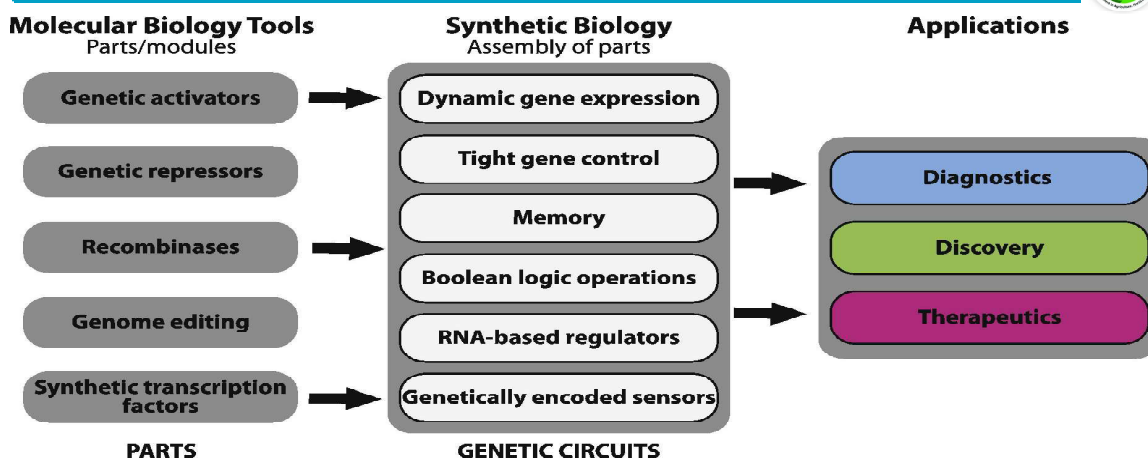 Molecular Biology Tools
Parts/modules
Genetic activators
Genetic repressors
Recombinases
Genome editing
Synthetic transcription
factors
PARTS
Synthetic Biology
Assembly of parts
Dynamic gene expression
Tight gene control
Memory
Boolean logic operations
RNA-based regulators
Genetically encoded sensors
GENETIC CIRCUITS
Applications
Diagnostics
Discovery
Therapeutics